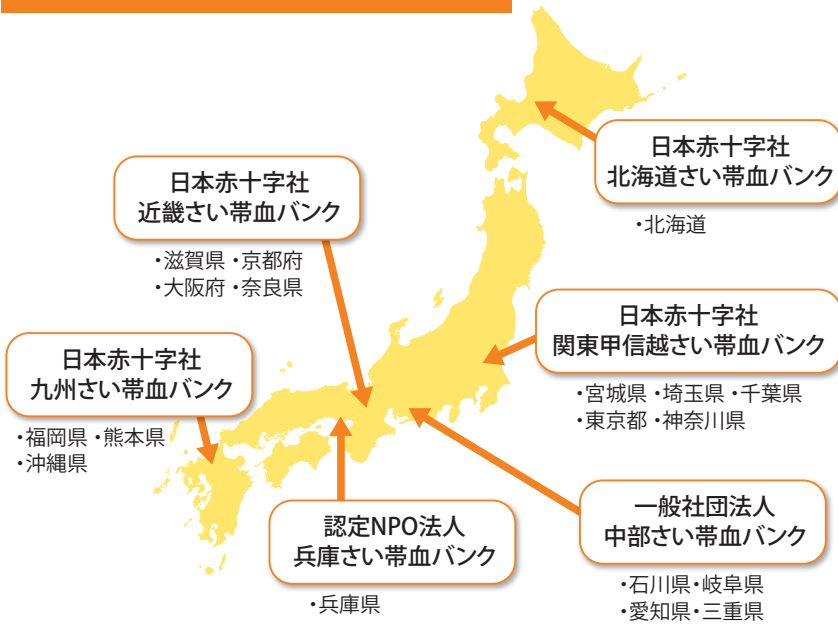 日本赤十字社
北海道さい帯血バンク
・北海道
日本赤十字社
近畿さい帯血バンク
・滋賀県 ・京都府
・大阪府 ・奈良県
日本赤十字社
関東甲信越さい帯血バンク
・宮城県 ・埼玉県 ・千葉県
・東京都 ・神奈川県
日本赤十字社
九州さい帯血バンク
・福岡県 ・熊本県
・沖縄県
認定NPO法人
兵庫さい帯血バンク
・兵庫県
一般社団法人
中部さい帯血バンク
・石川県・岐阜県
・愛知県・三重県